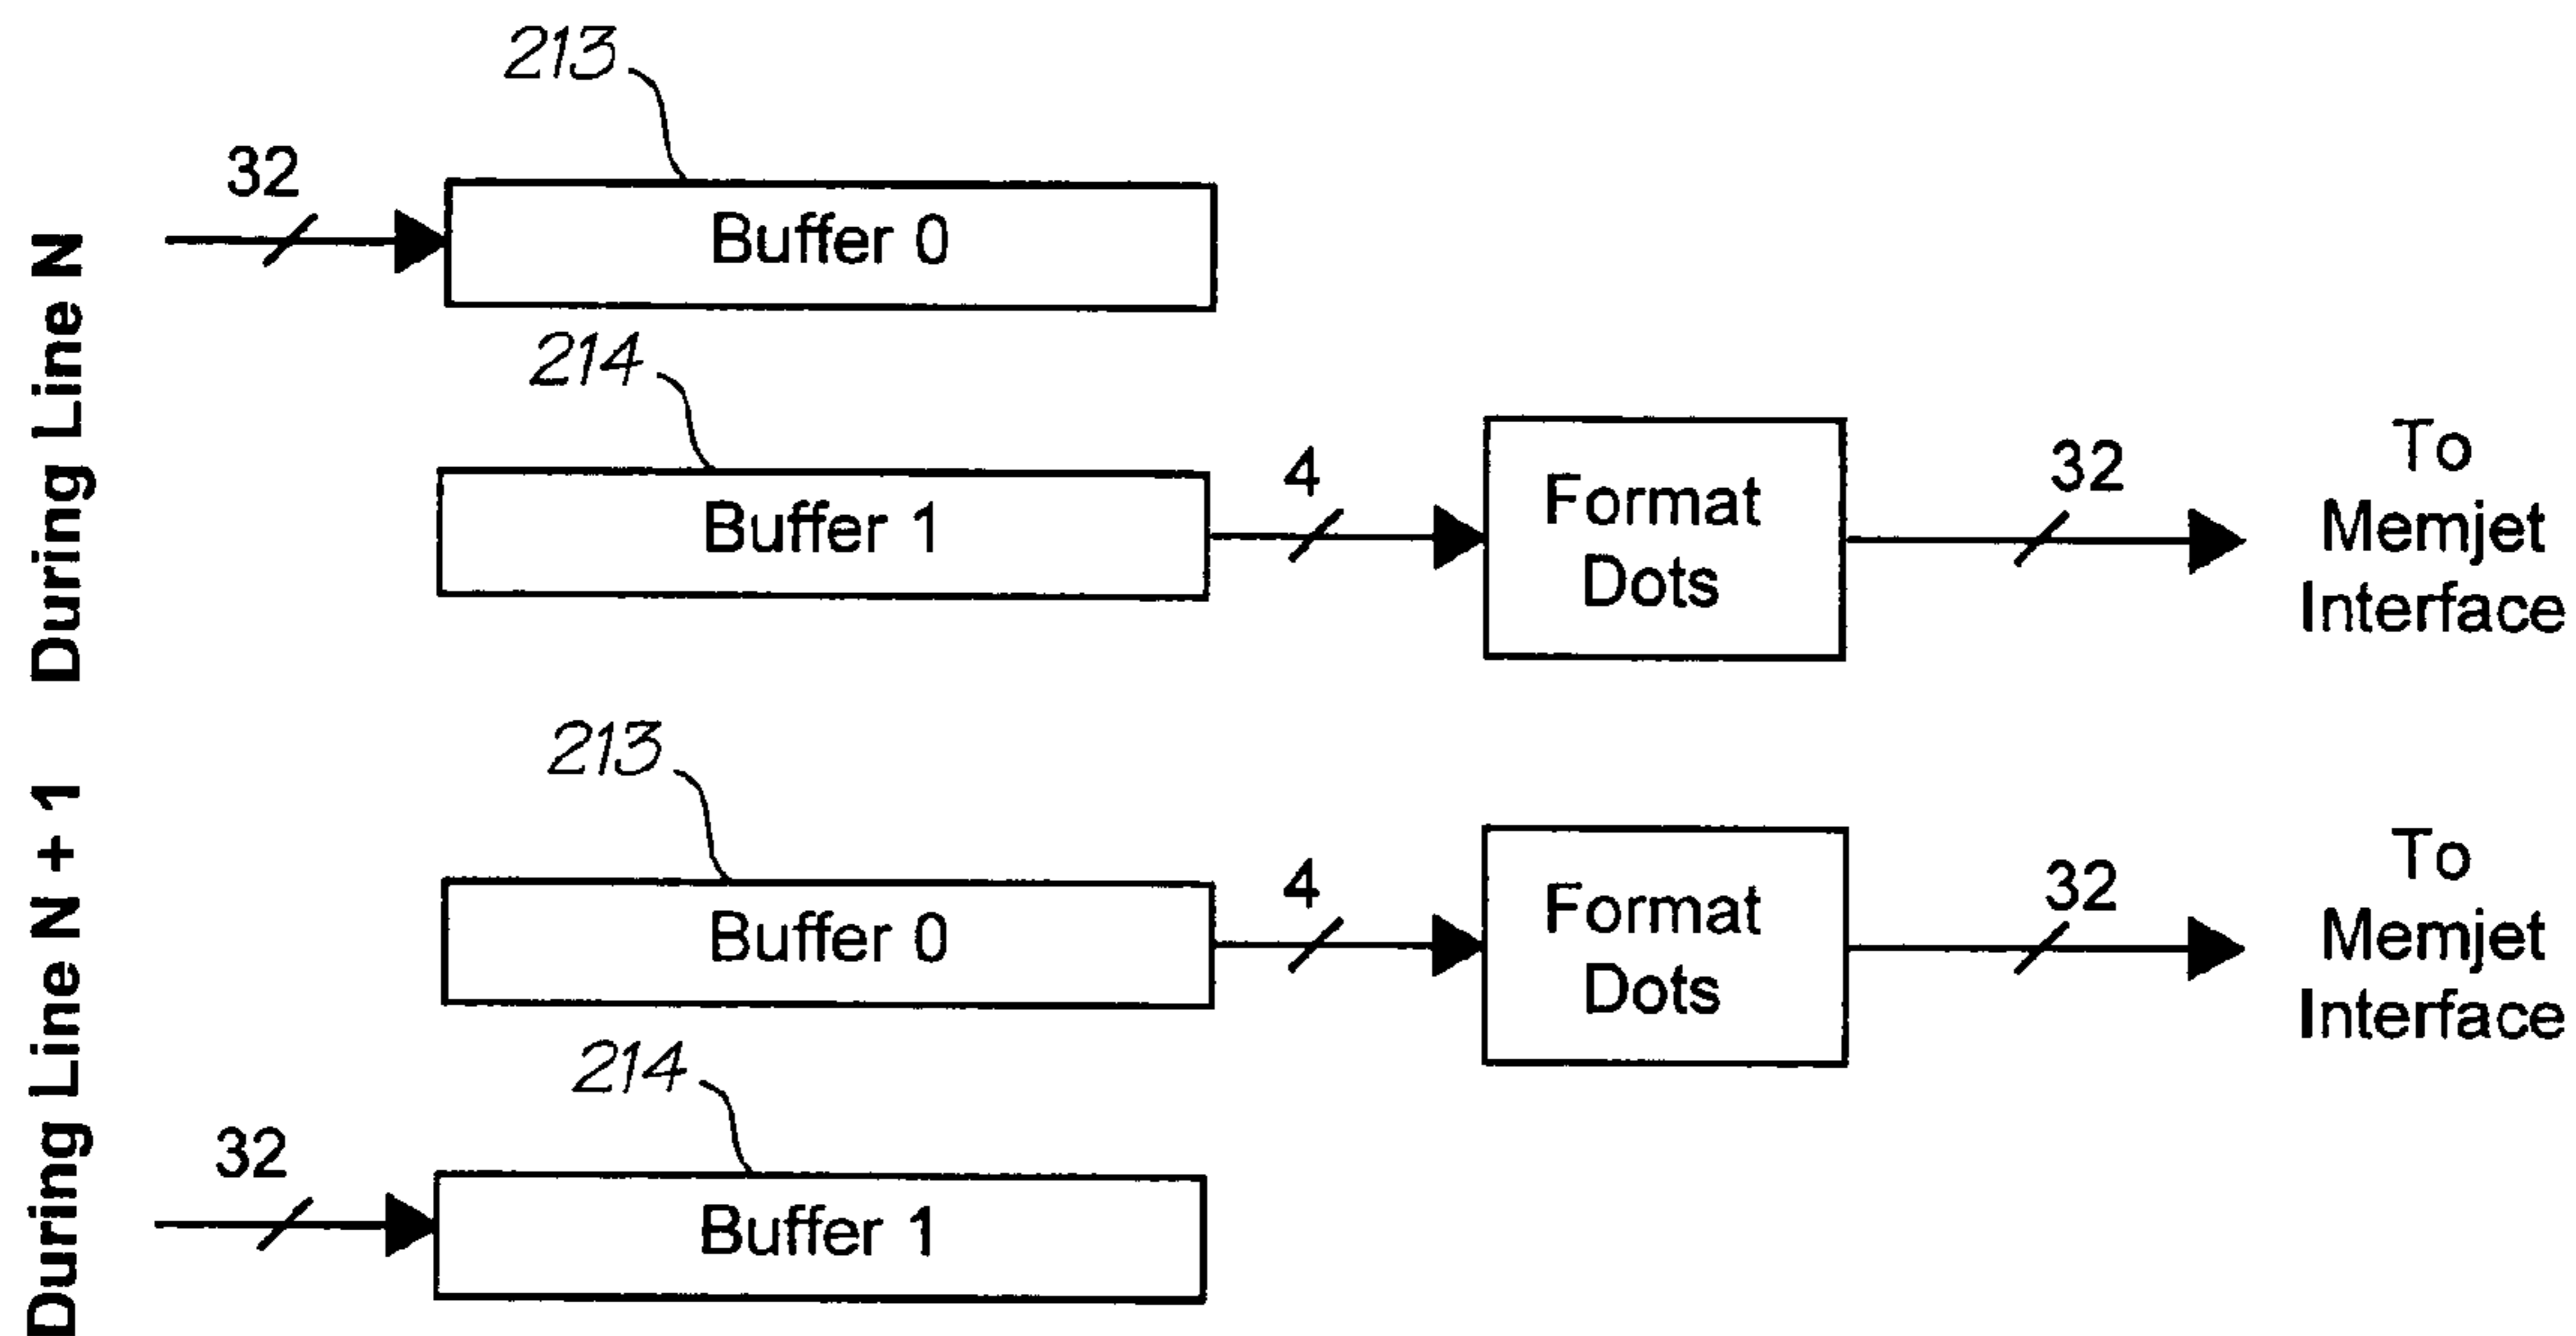 During Line N
213
32
Buffer 0
214
Buffer 1
4
Format
Dots
32
To
Memjet
Interface
During Line N + 1
213
Buffer 0
4
Format
Dots
32
To
Memjet
Interface
214
32
Buffer 1